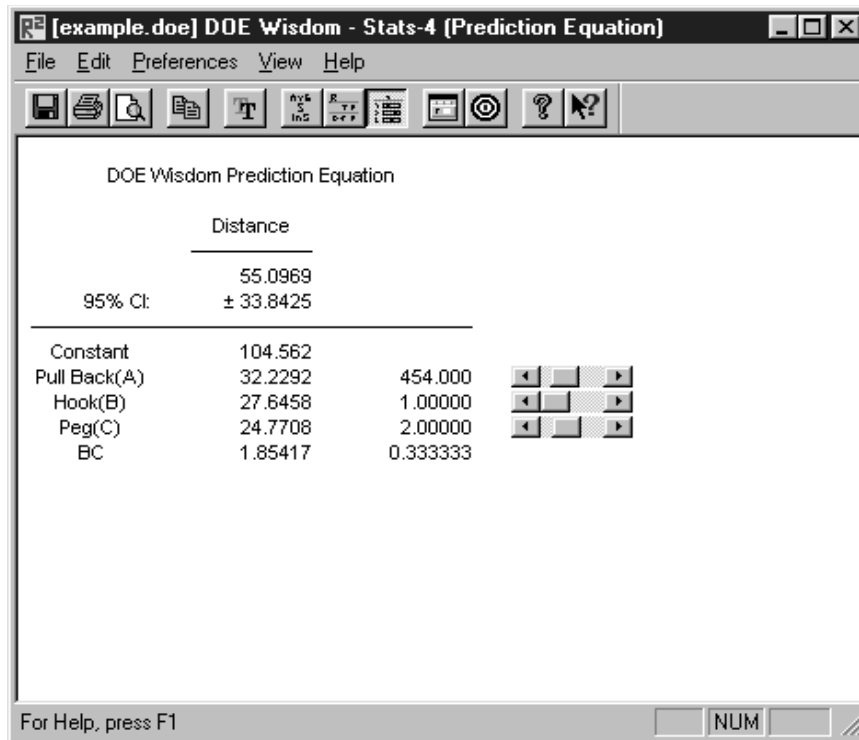 [example.doe] DOE Wisdom - Stats-4 (Prediction Equation)
File Edit Preferences View Help
DOE Wisdom Prediction Equation
Distance
55.0969
95% CI: ± 33.8425
Constant 104.562
Pull Back(A) 32.2292 454.000
Hook(B) 27.6458 1.00000
Peg(C) 24.7708 2.00000
BC 1.85417 0.333333
For Help, press F1 NUM